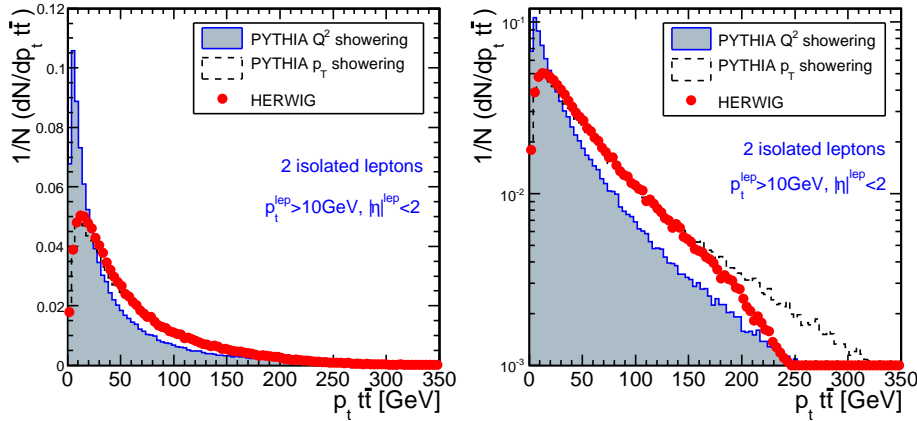 1/N (dN/dp_t tt̄)
0.12
0.1
0.08
0.06
0.04
0.02
0
PYTHIA Q² showering
PYTHIA p_T showering
HERWIG
2 isolated leptons
p_t^lep>10GeV, |η|^lep<2
0 50 100 150 200 250 300 350
p_t tt̄ [GeV]
1/N (dN/dp_t tt̄)
10⁻¹
10⁻²
10⁻³
PYTHIA Q² showering
PYTHIA p_T showering
HERWIG
2 isolated leptons
p_t^lep>10GeV, |η|^lep<2
0 50 100 150 200 250 300 350
p_t tt̄ [GeV]